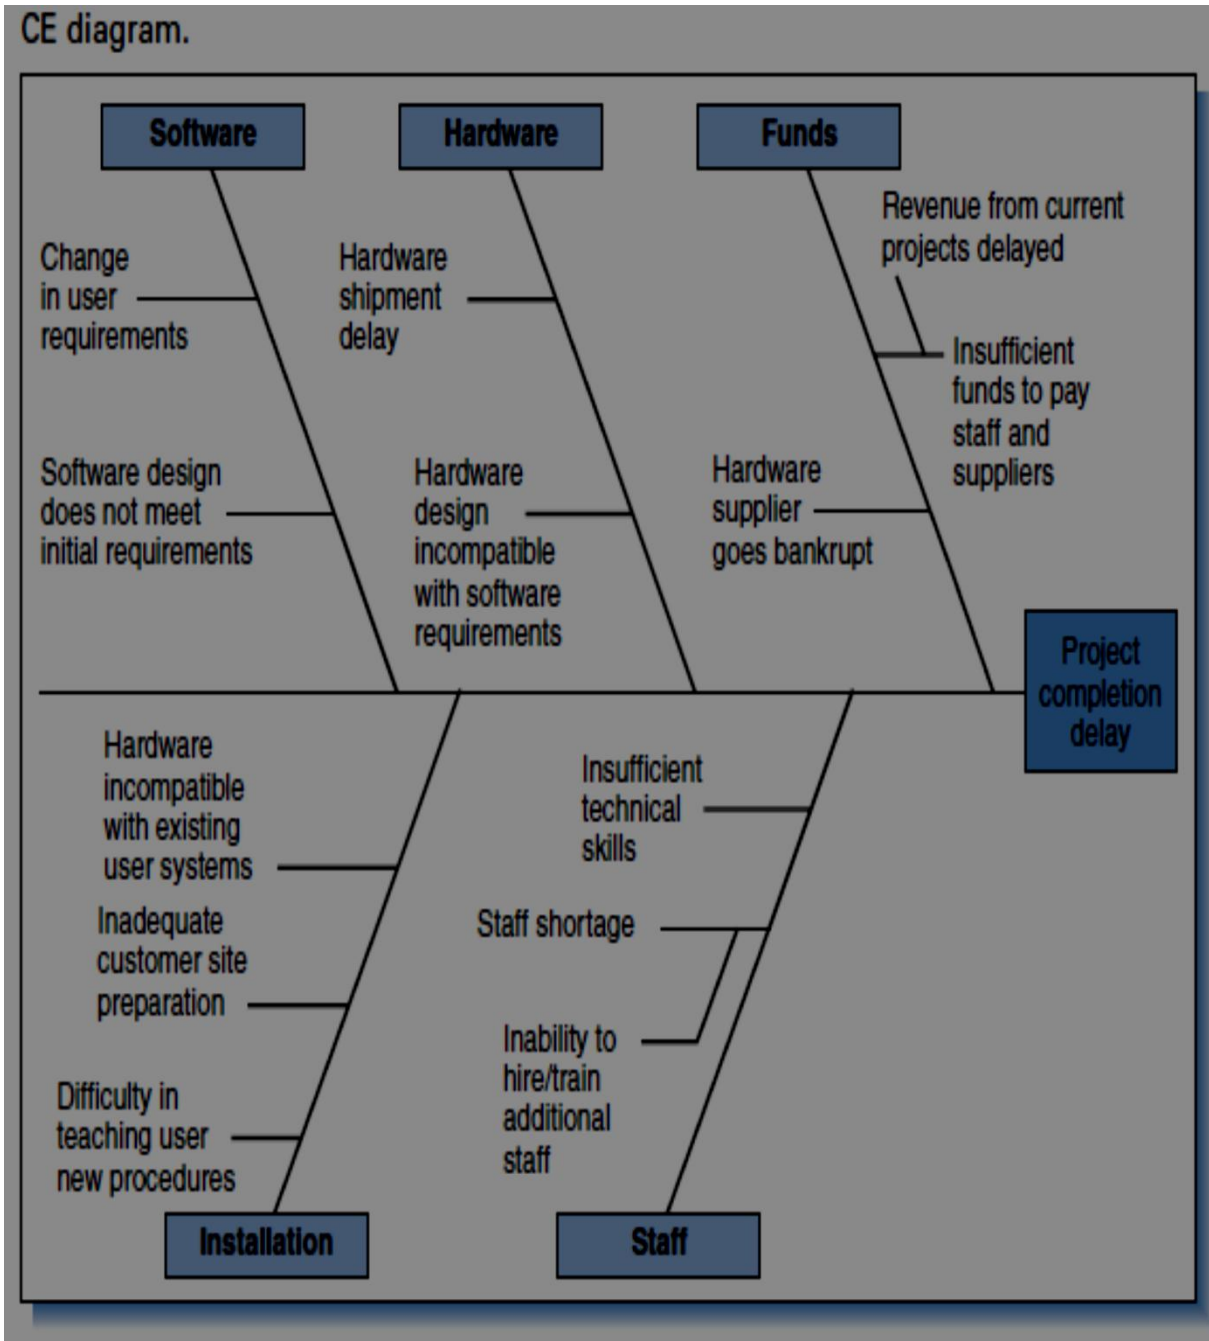 CE diagram.
Software
Hardware
Funds
Revenue from current
projects delayed
Change
in user
requirements
Hardware
shipment
delay
Insufficient
funds to pay
staff and
suppliers
Software design
does not meet
initial requirements
Hardware
design
incompatible
with software
requirements
Hardware
supplier
goes bankrupt
Project
completion
delay
Hardware
incompatible
with existing
user systems
Insufficient
technical
skills
Inadequate
customer site
preparation
Staff shortage
Inability to
hire/train
additional
staff
Difficulty in
teaching user
new procedures
Installation
Staff